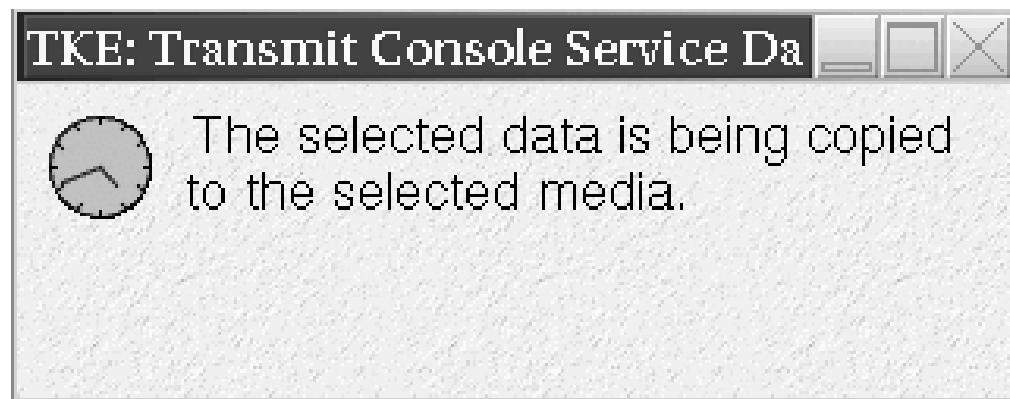 TKE: Transmit Console Service Da
The selected data is being copied
to the selected media.